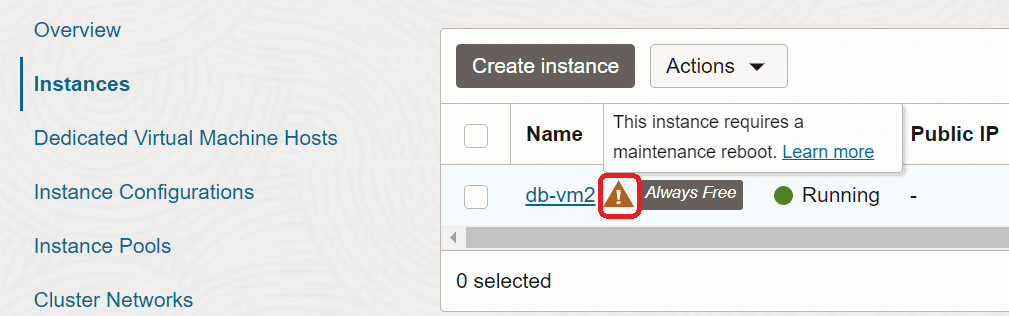 Overview
Instances
Dedicated Virtual Machine Hosts
Instance Configurations
Instance Pools
Cluster Networks
Create instance Actions
Name Public IP
This instance requires a
maintenance reboot. Learn more
db-vm2 Always Free Running -
0 selected